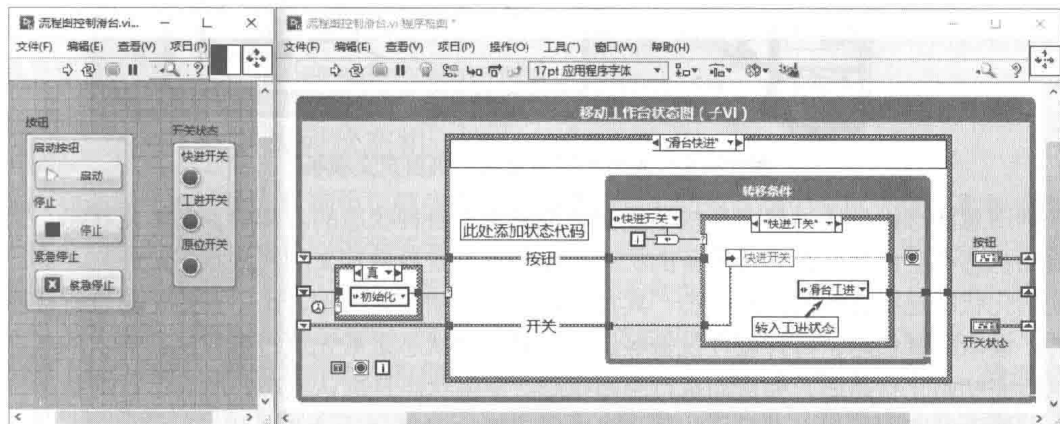 流程图控制滑台.vi...
文件(F) 编辑(E) 查看(V) 项目(P)
按钮
启动按钮
启动
停止
停止
紧急停止
紧急停止
开关状态
快进开关
工进开关
原位开关
流程图控制滑台.vi 程序框图 *
文件(F) 编辑(E) 查看(V) 项目(P) 操作(O) 工具(T) 窗口(W) 帮助(H)
17pt 应用程序字体
移动工作台状态图（子VI）
"滑台快进"
转移条件
快进开关
"快进开关"
此处添加状态代码
按钮
快进开关
按钮
真
初始化
滑台工进
开关
转入工进状态
开关状态
i
i